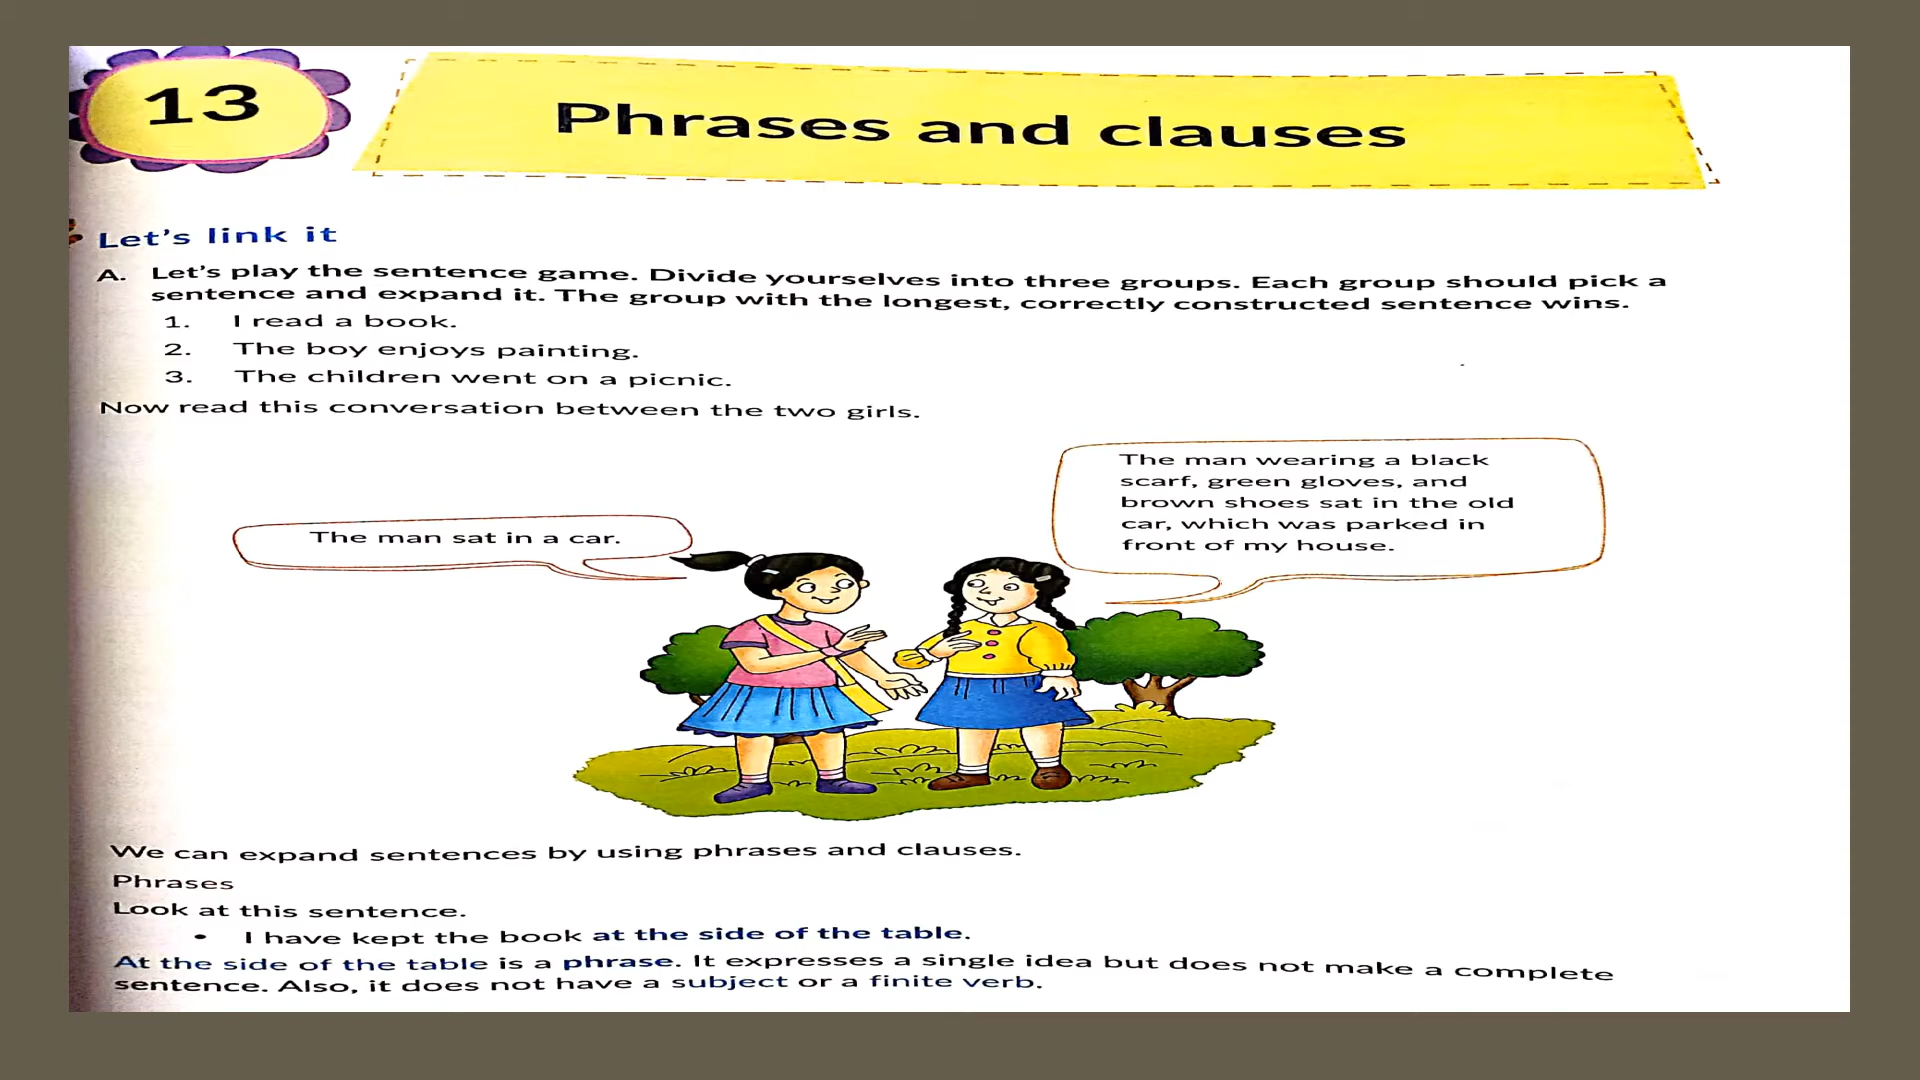 13
Phrases and clauses
Let's link it
A. Let's play the sentence game. Divide yourselves into three groups. Each group should pick a
sentence and expand it. The group with the longest, correctly constructed sentence wins.
1. I read a book.
2. The boy enjoys painting.
3. The children went on a picnic.
Now read this conversation between the two girls.
The man sat in a car.
The man wearing a black
scarf, green gloves, and
brown shoes sat in the old
car, which was parked in
front of my house.
We can expand sentences by using phrases and clauses.
Phrases
Look at this sentence.
• I have kept the book at the side of the table.
At the side of the table is a phrase. It expresses a single idea but does not make a complete
sentence. Also, it does not have a subject or a finite verb.